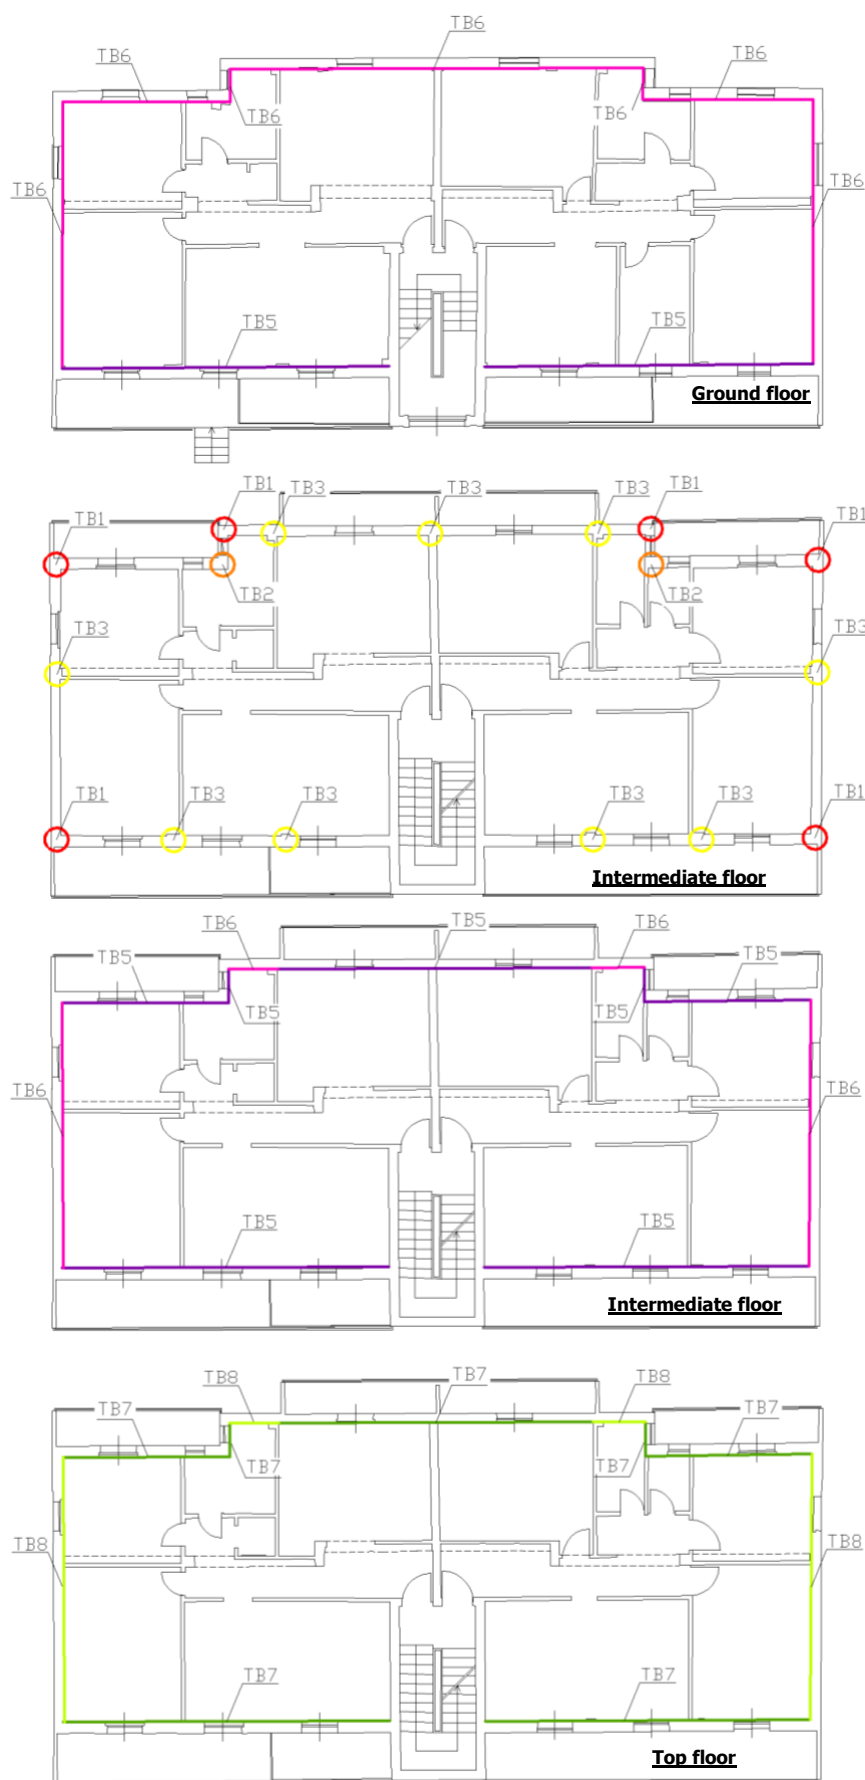 TB6
TB6 TB6
TB6 TB6
TB6 TB6
TB5 TB5
Ground floor
TB1 TB3 TB3 TB3 TB1
TB1 TB1
TB2 TB2
TB3 TB3
TB1 TB3 TB3 TB3 TB3 TB1
Intermediate floor
TB6 TB5 TB6
TB5 TB5
TB5 TB5
TB6 TB6
TB5 TB5
Intermediate floor
TB8 TB7 TB8
TB7 TB7
TB7 TB7
TB8 TB8
TB7 TB7
Top floor